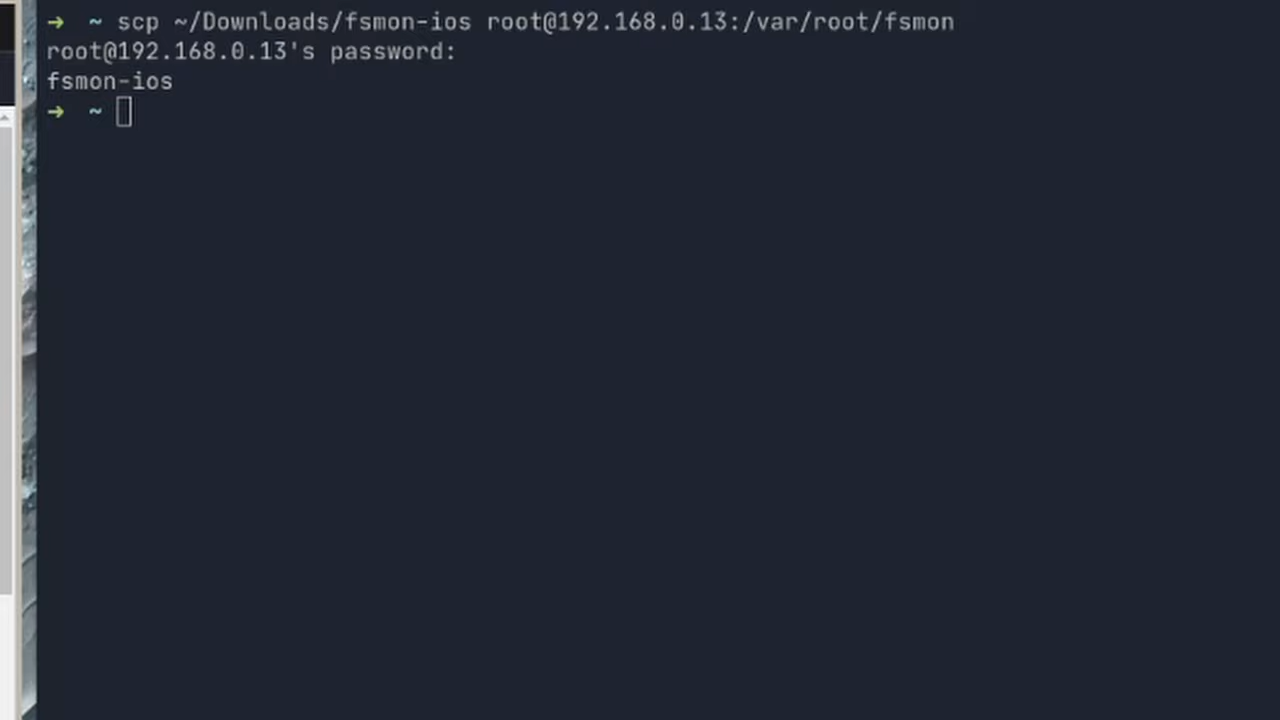 ➜ ~ scp ~/Downloads/fsmon-ios root@192.168.0.13:/var/root/fsmon
root@192.168.0.13's password:
fsmon-ios
➜ ~